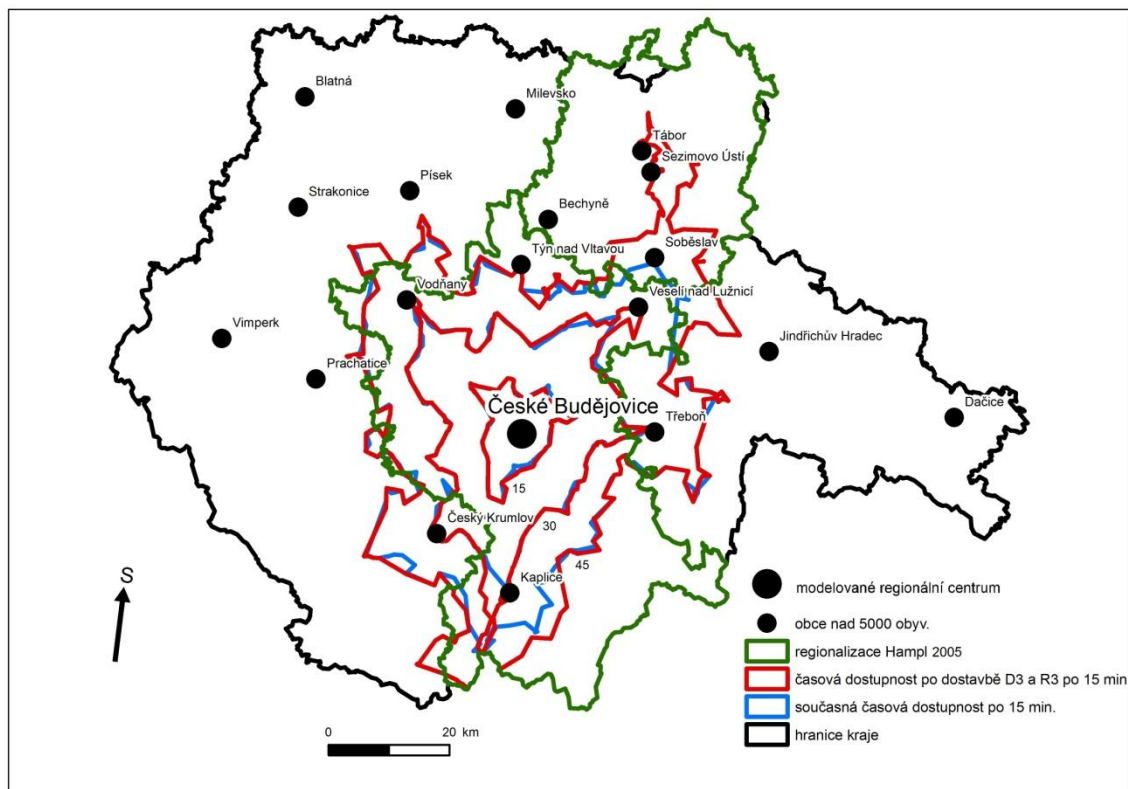 Blatná
Milevsko
Tábor
Sezimovo Ústí
Písek
Strakonice
Bechyně
Soběslav
Týn nad Vltavou
Vodňany
Veselí nad Lužnicí
Vimperk
Jindřichův Hradec
Prachatice
České Budějovice
Dačice
Třeboň
15
Český Krumlov
30
45
Kaplice
S
modelované regionální centrum
obce nad 5000 obyv.
regionalizace Hampl 2005
časová dostupnost po dostavbě D3 a R3 po 15 min
současná časová dostupnost po 15 min.
hranice kraje
0 20 km